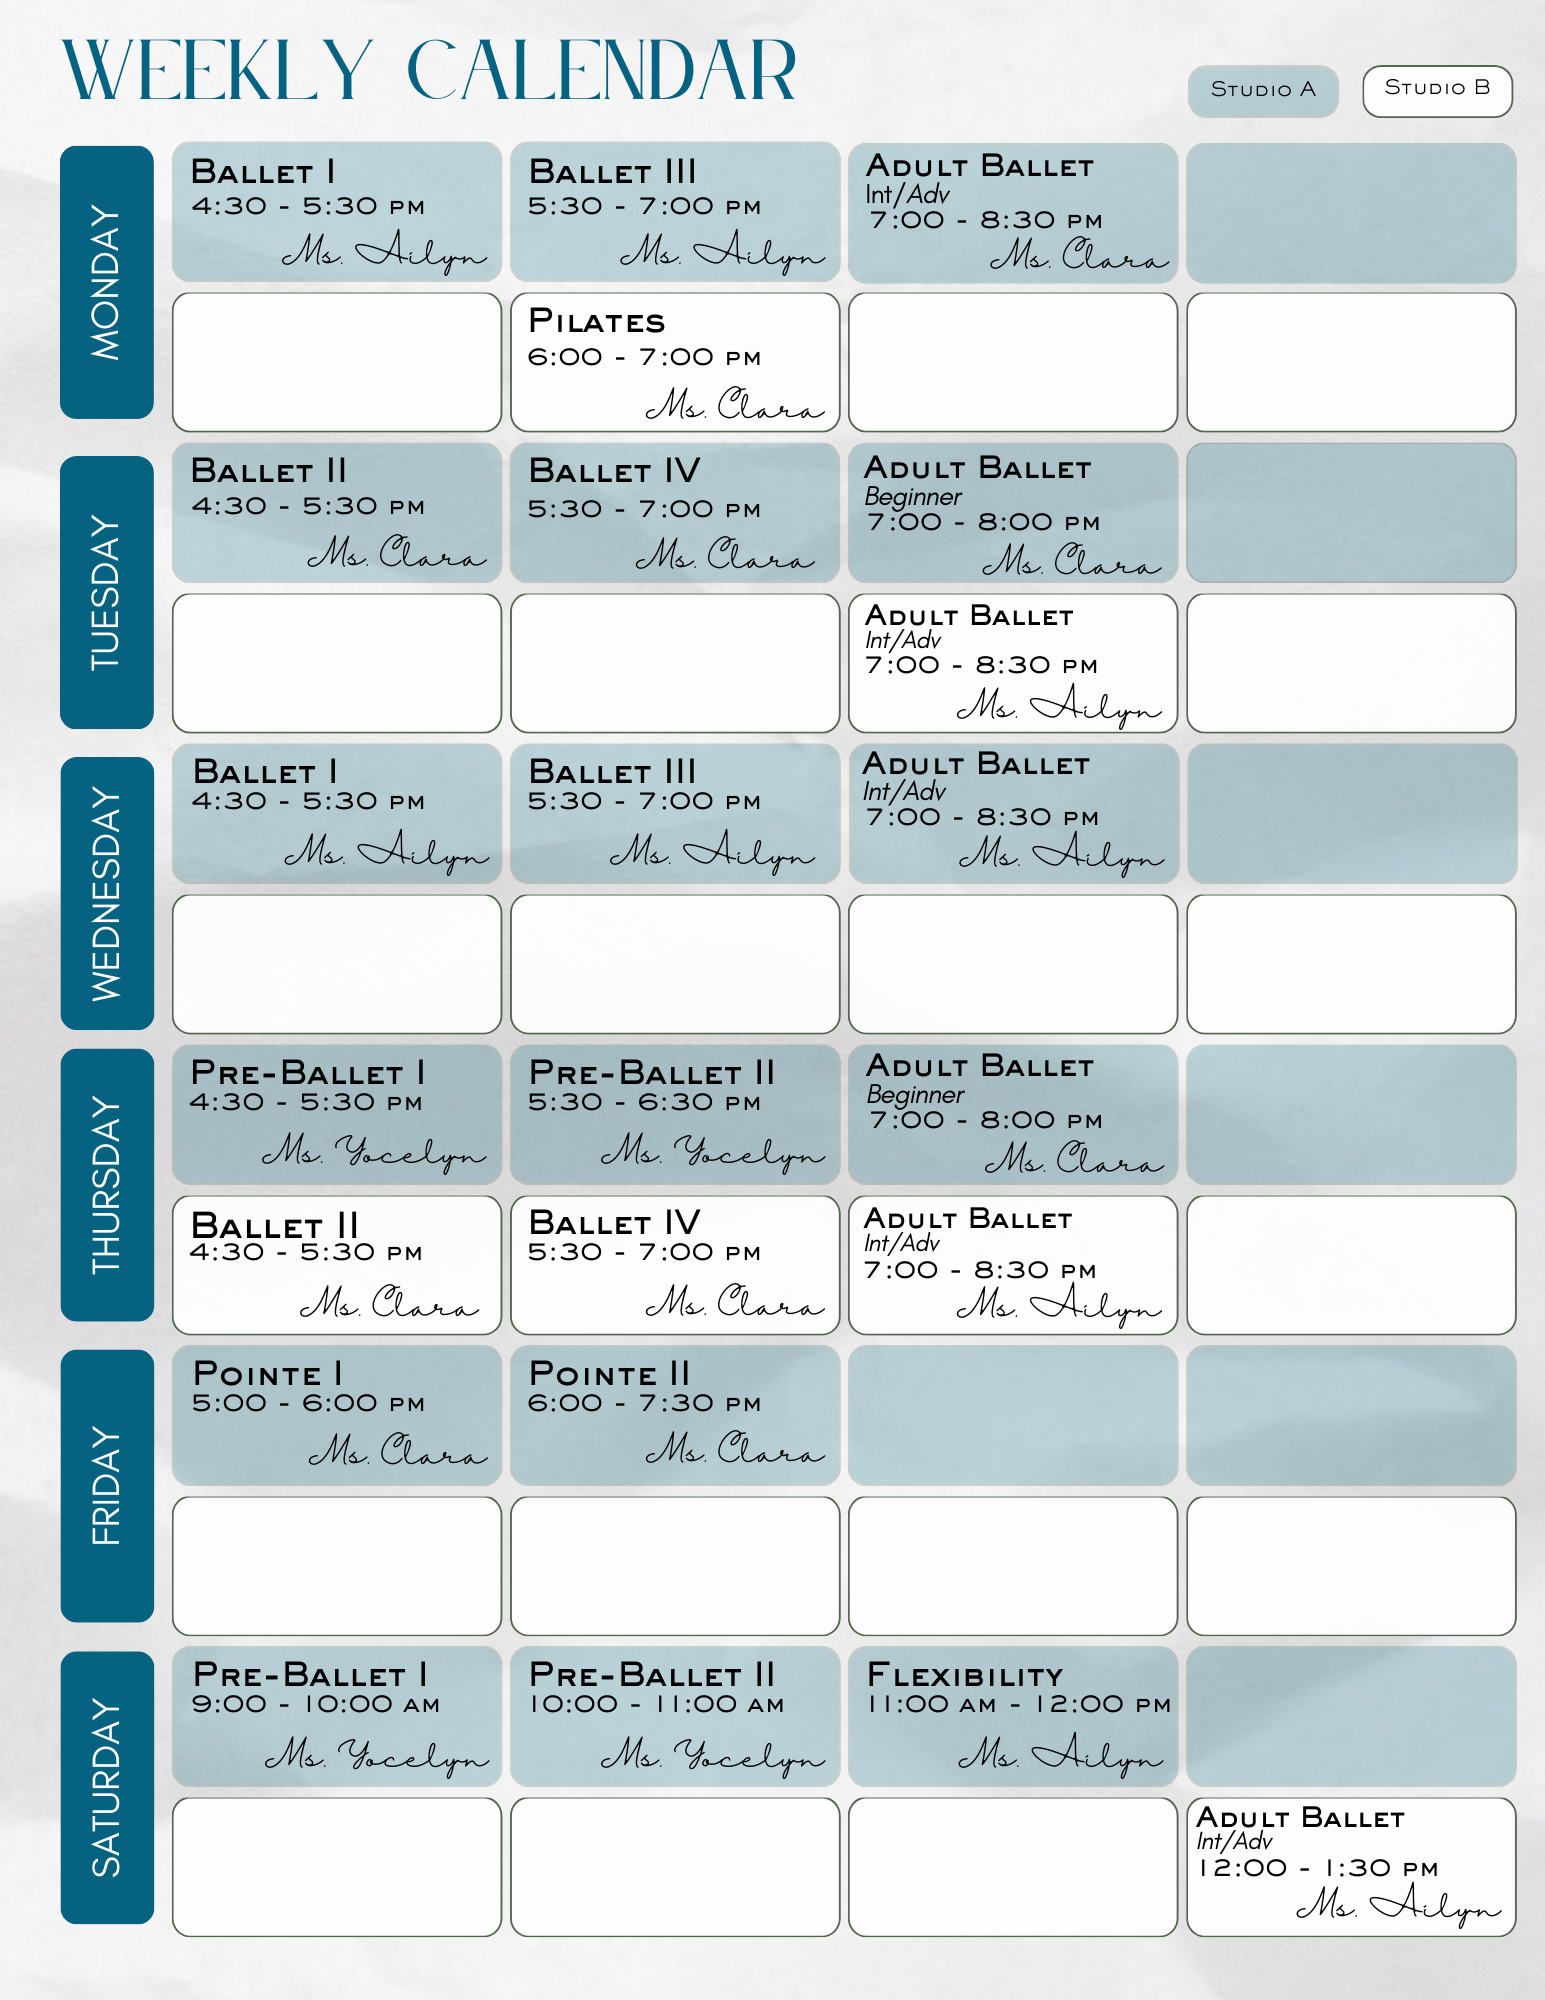 WEEKLY CALENDAR
Studio A
Studio B
MONDAY
Ballet I
4:30 - 5:30 PM
Ms. Ailyn
Ballet III
5:30 - 7:00 PM
Ms. Ailyn
Adult Ballet
Int/Adv
7:00 - 8:30 PM
Ms. Clara
Pilates
6:00 - 7:00 PM
Ms. Clara
TUESDAY
Ballet II
4:30 - 5:30 PM
Ms. Clara
Ballet IV
5:30 - 7:00 PM
Ms. Clara
Adult Ballet
Beginner
7:00 - 8:00 PM
Ms. Clara
Adult Ballet
Int/Adv
7:00 - 8:30 PM
Ms. Ailyn
WEDNESDAY
Ballet I
4:30 - 5:30 PM
Ms. Ailyn
Ballet III
5:30 - 7:00 PM
Ms. Ailyn
Adult Ballet
Int/Adv
7:00 - 8:30 PM
Ms. Ailyn
THURSDAY
Pre-Ballet I
4:30 - 5:30 PM
Ms. Yocelyn
Pre-Ballet II
5:30 - 6:30 PM
Ms. Yocelyn
Adult Ballet
Beginner
7:00 - 8:00 PM
Ms. Clara
Ballet II
4:30 - 5:30 PM
Ms. Clara
Ballet IV
5:30 - 7:00 PM
Ms. Clara
Adult Ballet
Int/Adv
7:00 - 8:30 PM
Ms. Ailyn
FRIDAY
Pointe I
5:00 - 6:00 PM
Ms. Clara
Pointe II
6:00 - 7:30 PM
Ms. Clara
SATURDAY
Pre-Ballet I
9:00 - 10:00 AM
Ms. Yocelyn
Pre-Ballet II
10:00 - 11:00 AM
Ms. Yocelyn
Flexibility
11:00 AM - 12:00 PM
Ms. Ailyn
Adult Ballet
Int/Adv
12:00 - 1:30 PM
Ms. Ailyn